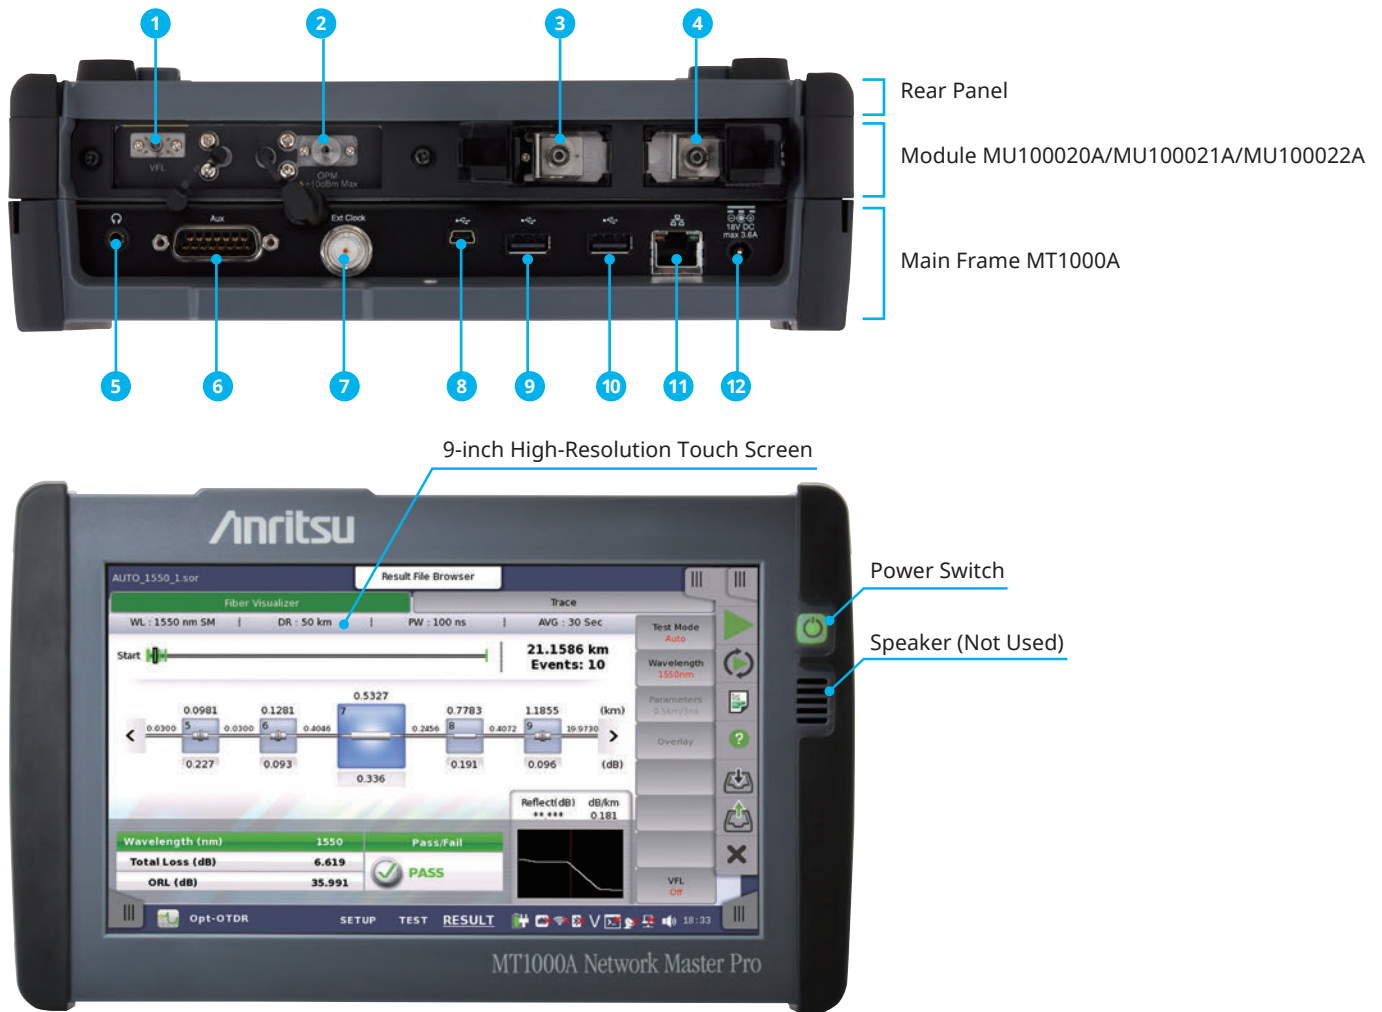 1 2 3 4
Rear Panel
Module MU100020A/MU100021A/MU100022A
Main Frame MT1000A
VFL
OPM
+10dBm Max
Aux
Ext Clock
18V DC
max 3.6A
5 6 7 8 9 10 11 12
9-inch High-Resolution Touch Screen
Anritsu
AUTO_1550_1.sor
Result File Browser
Fiber Visualizer
Trace
WL : 1550 nm SM | DR : 50 km | PW : 100 ns | AVG : 30 Sec
Start
21.1586 km
Events: 10
0.5327
0.0981 0.1281 0.7783 1.1855 (km)
5 6 7 8 9
0.0300 0.0300 0.4046 0.2456 0.4072 19.9730
0.227 0.093 0.191 0.096 (dB)
0.336
Reflect(dB) dB/km
**.*** 0.181
Wavelength (nm) 1550 Pass/Fail
Total Loss (dB) 6.619
PASS
ORL (dB) 35.991
Test Mode
Auto
Wavelength
1550nm
Parameters
0.5km/3ns
Overlay
VFL
Off
Opt-OTDR
SETUP TEST RESULT
18:33
MT1000A Network Master Pro
Power Switch
Speaker (Not Used)